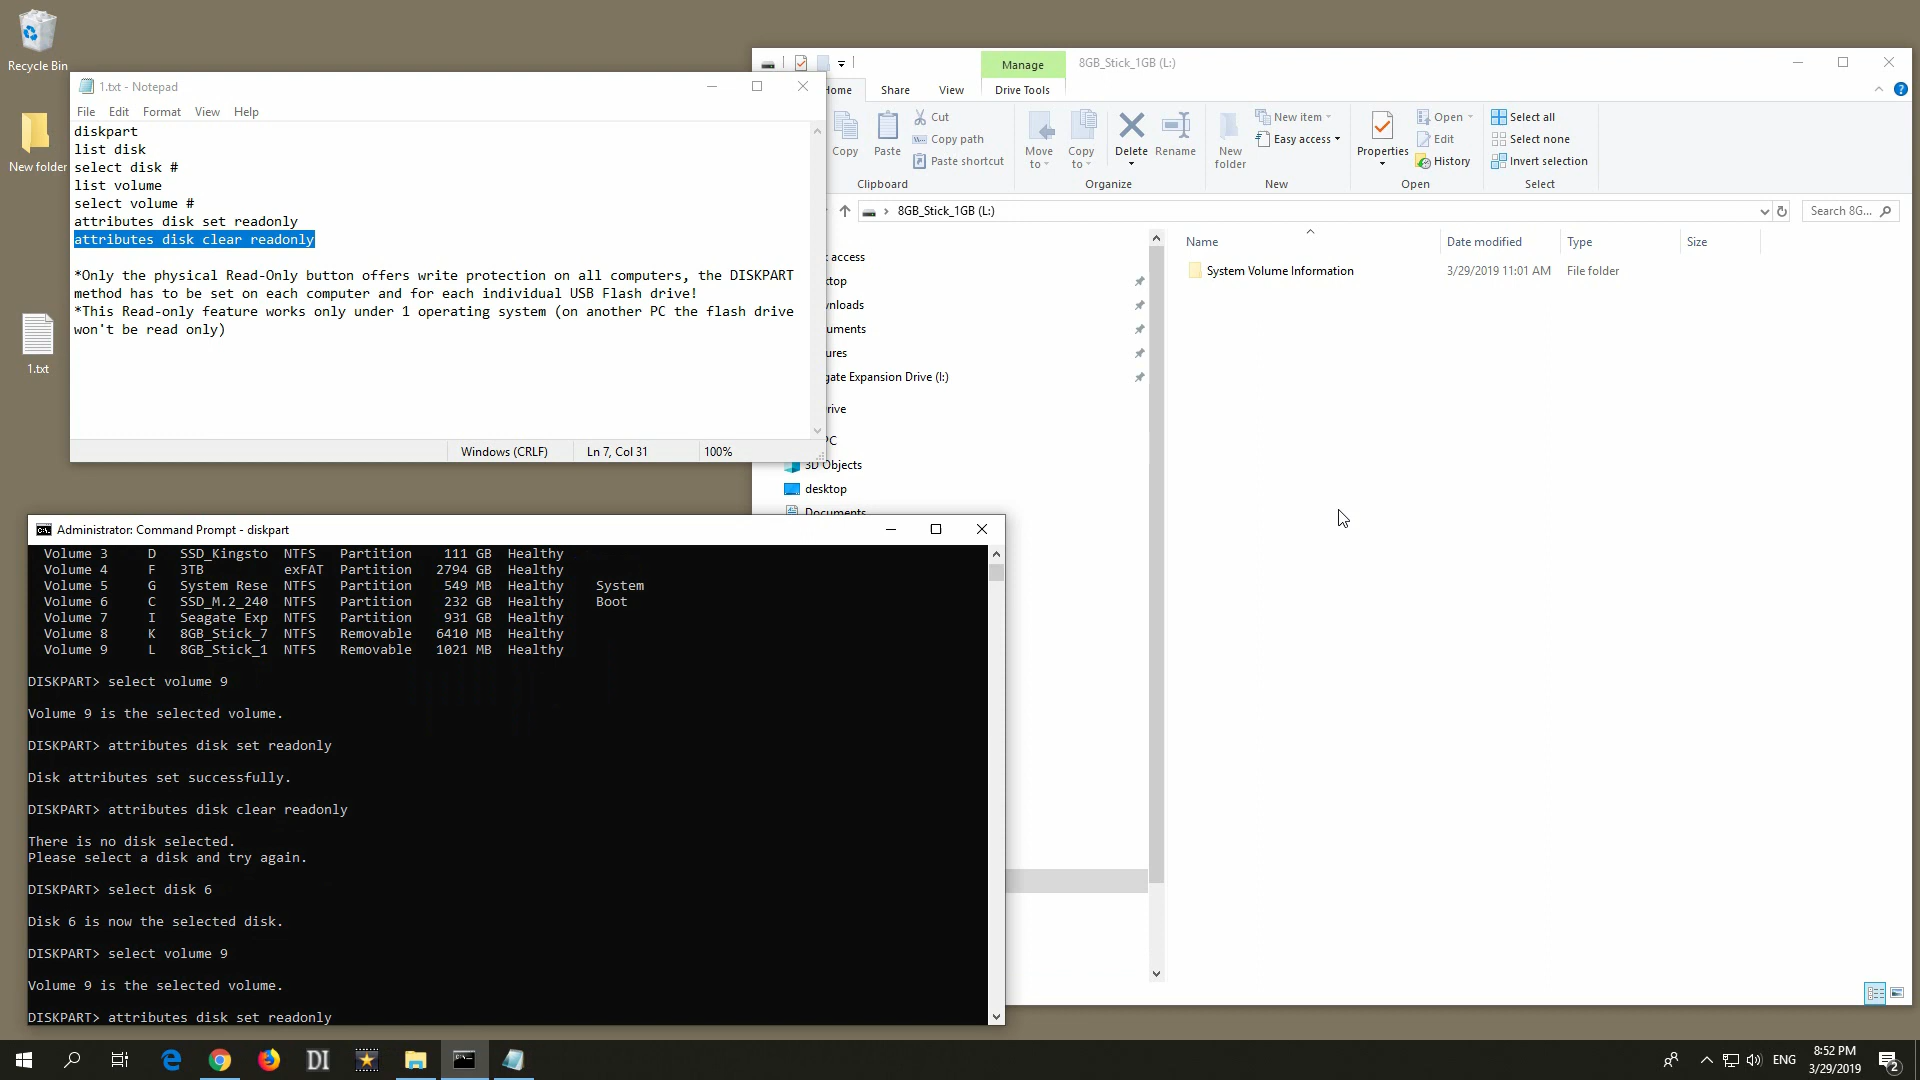 Recycle Bin
New folder
1.txt
1.txt - Notepad
File Edit Format View Help
diskpart
list disk
select disk #
list volume
select volume #
attributes disk set readonly
attributes disk clear readonly
*Only the physical Read-Only button offers write protection on all computers, the DISKPART
method has to be set on each computer and for each individual USB Flash drive!
*This Read-only feature works only under 1 operating system (on another PC the flash drive
won't be read only)
Windows (CRLF) Ln 7, Col 31 100%
Manage 8GB_Stick_1GB (L:)
ome Share View Drive Tools
Copy Paste Cut
Copy path
Paste shortcut
Clipboard
Move to Copy to Delete Rename
Organize
New folder New item
Easy access
New
Properties Open
Edit
History
Open
Select all
Select none
Invert selection
Select
8GB_Stick_1GB (L:) Search 8G...
Name Date modified Type Size
System Volume Information 3/29/2019 11:01 AM File folder
k access
ktop
wnloads
uments
ures
gate Expansion Drive (I:)
rive
PC
3D Objects
desktop
Documents
Administrator: Command Prompt - diskpart
Volume 3 D SSD_Kingsto NTFS Partition 111 GB Healthy
Volume 4 F 3TB exFAT Partition 2794 GB Healthy
Volume 5 G System Rese NTFS Partition 549 MB Healthy System
Volume 6 C SSD_M.2_240 NTFS Partition 232 GB Healthy Boot
Volume 7 I Seagate Exp NTFS Partition 931 GB Healthy
Volume 8 K 8GB_Stick_7 NTFS Removable 6410 MB Healthy
Volume 9 L 8GB_Stick_1 NTFS Removable 1021 MB Healthy
DISKPART> select volume 9
Volume 9 is the selected volume.
DISKPART> attributes disk set readonly
Disk attributes set successfully.
DISKPART> attributes disk clear readonly
There is no disk selected.
Please select a disk and try again.
DISKPART> select disk 6
Disk 6 is now the selected disk.
DISKPART> select volume 9
Volume 9 is the selected volume.
DISKPART> attributes disk set readonly
DI
ENG
8:52 PM
3/29/2019
2